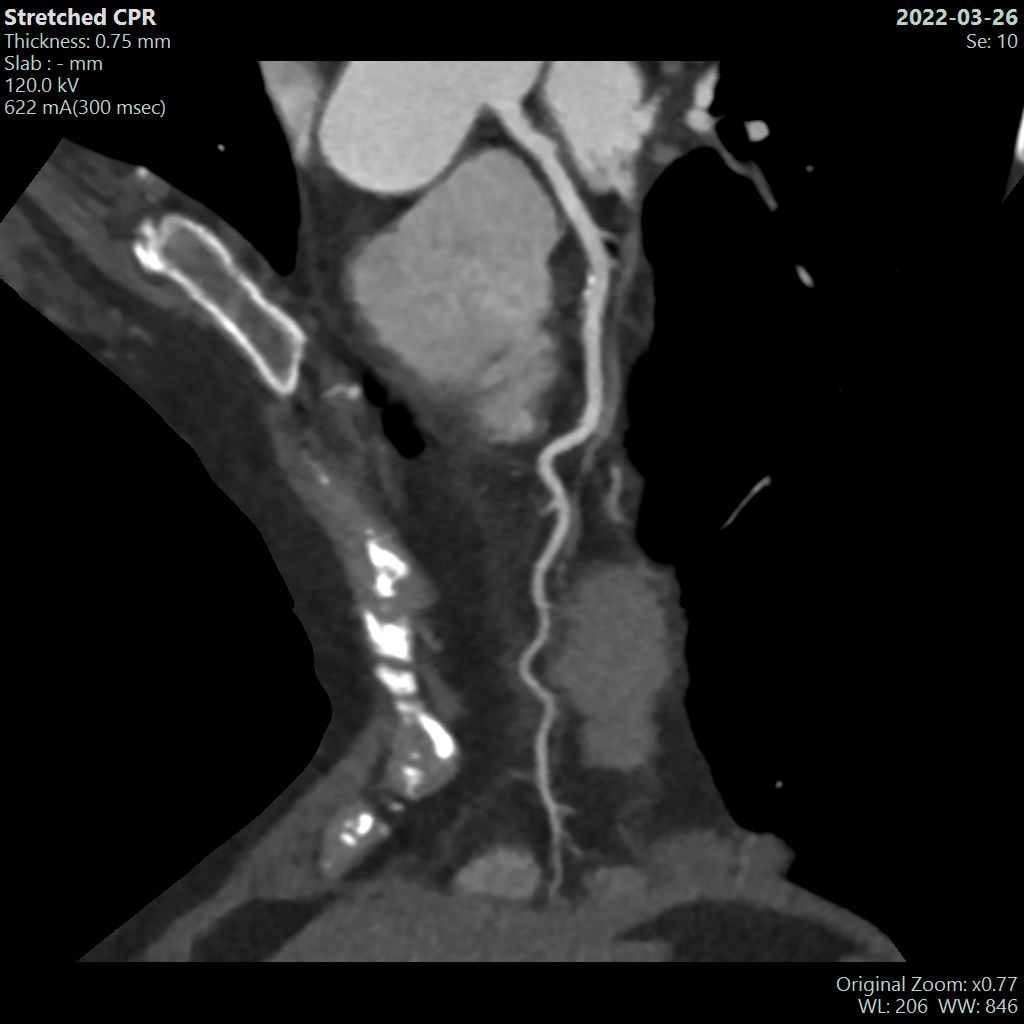 Stretched CPR
Thickness: 0.75 mm
Slab : - mm
120.0 kV
622 mA(300 msec)
2022-03-26
Se: 10
Original Zoom: x0.77
WL: 206 WW: 846